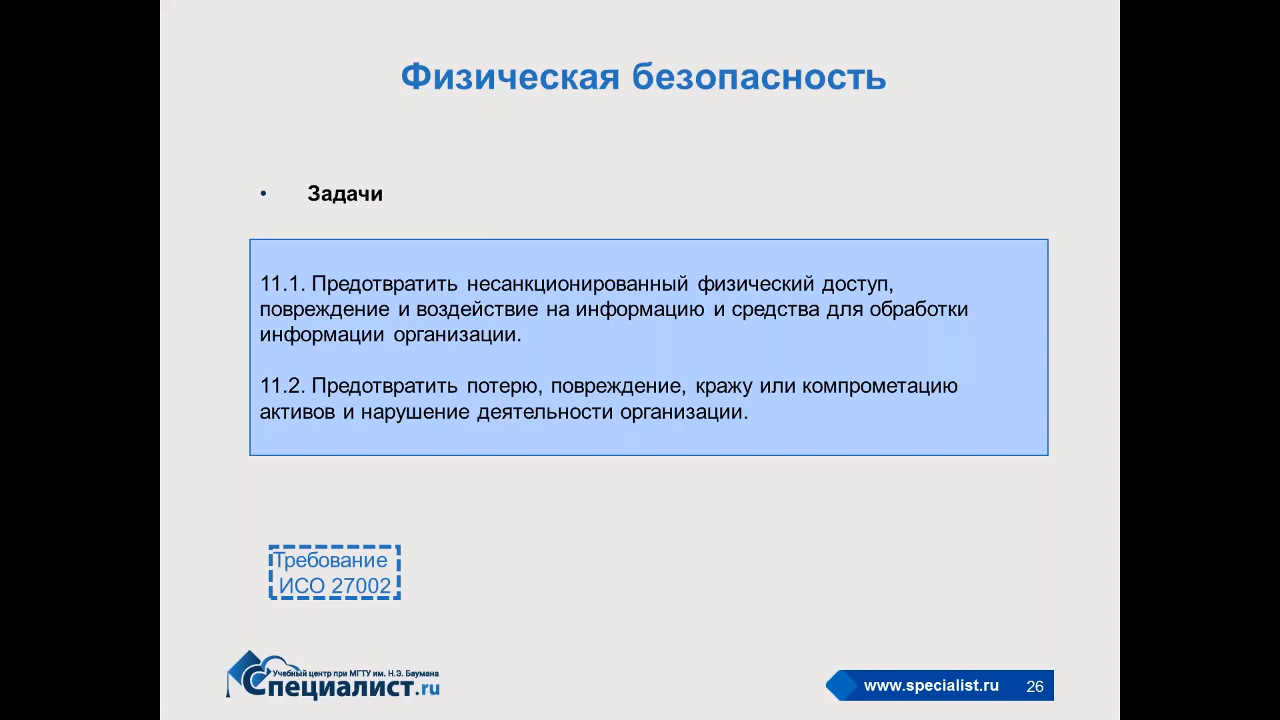 Физическая безопасность
• Задачи
11.1. Предотвратить несанкционированный физический доступ,
повреждение и воздействие на информацию и средства для обработки
информации организации.
11.2. Предотвратить потерю, повреждение, кражу или компрометацию
активов и нарушение деятельности организации.
Требование
ИСО 27002
Учебный центр при МГТУ им. Н.Э. Баумана
Специалист.ru
www.specialist.ru 26